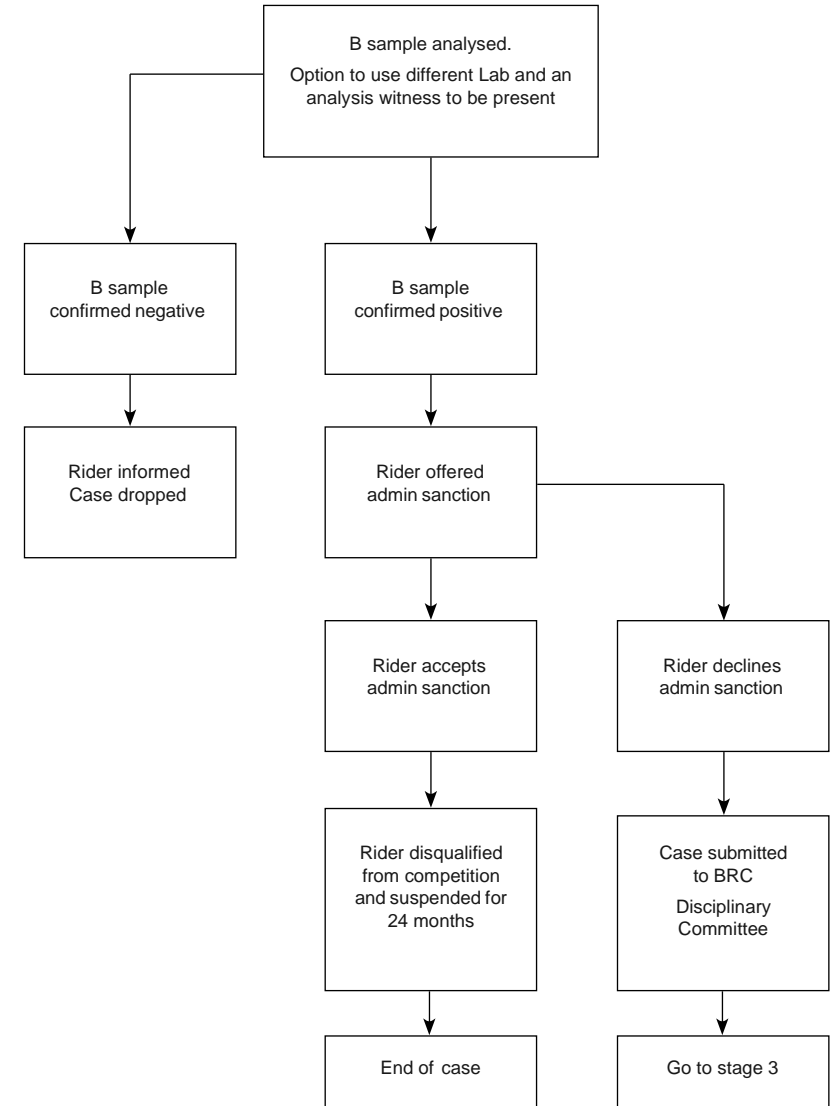 B sample analysed.
Option to use different Lab and an
analysis witness to be present
B sample
confirmed negative
B sample
confirmed positive
Rider informed
Case dropped
Rider offered
admin sanction
Rider accepts
admin sanction
Rider declines
admin sanction
Rider disqualified
from competition
and suspended for
24 months
Case submitted
to BRC
Disciplinary
Committee
End of case
Go to stage 3